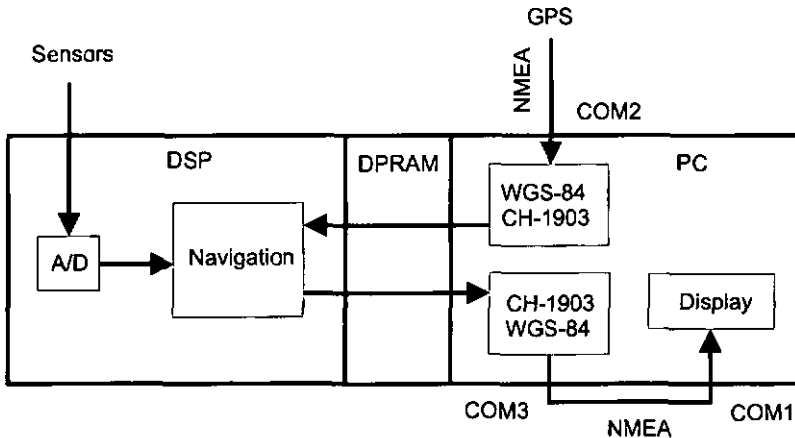 GPS
Sensors
NMEA
COM2
DSP
DPRAM
PC
WGS-84
CH-1903
A/D
Navigation
CH-1903
WGS-84
Display
COM3
NMEA
COM1